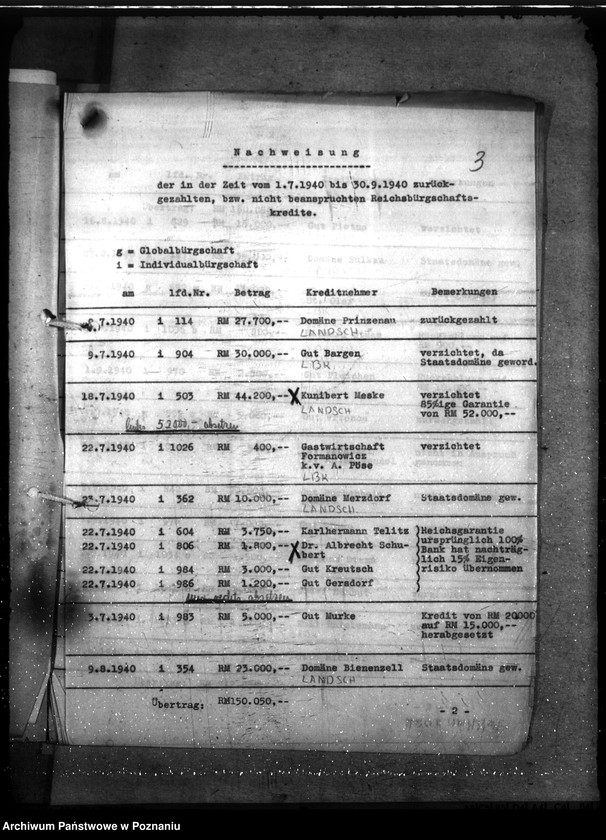 3
Nachweisung
der in der Zeit vom 1.7.1940 bis 30.9.1940 zurück-
gezahlten, bzw. nicht beanspruchten Reichsbürgschafts-
kredite.
g = Globalbürgschaft
i = Individualbürgschaft
am lfd.Nr. Betrag Kreditnehmer Bemerkungen
.7.1940 i 114 RM 27.700,-- Domäne Prinzenau zurückgezahlt
LANDSCH.
9.7.1940 i 904 RM 30.000,-- Gut Bargen verzichtet, da
LBK Staatsdomäne geword.
18.7.1940 i 503 RM 44.200,-- X Kunibert Maske verzichtet
LANDSCH 85%ige Garantie
von RM 52.000,--
52000,- absetzen
22.7.1940 i 1026 RM 400,-- Gastwirtschaft verzichtet
Formanowicz
k.v. A. Pöse
LBK
.7.1940 i 362 RM 10.000,-- Domäne Merzdorf Staatsdomäne gew.
LANDSCH.
22.7.1940 i 604 RM 3.750,-- Karlhermann Telitz Reichsgarantie
ursprünglich 100%
22.7.1940 i 806 RM 1.800,-- X Dr. Albrecht Schu- Bank hat nachträg-
bert lich 15% Eigen-
22.7.1940 i 984 RM 3.000,-- Gut Kreutsch risiko übernommen
22.7.1940 i 986 RM 1.200,-- Gut Gersdorf
absetzen
3.7.1940 i 983 RM 5.000,-- Gut Murke Kredit von RM 20000
auf RM 15.000,--
herabgesetzt
9.8.1940 i 354 RM 23.000,-- Domäne Bienenzell Staatsdomäne gew.
LANDSCH
Übertrag: RM150.050,--
- 2 -
Archiwum Państwowe w Poznaniu